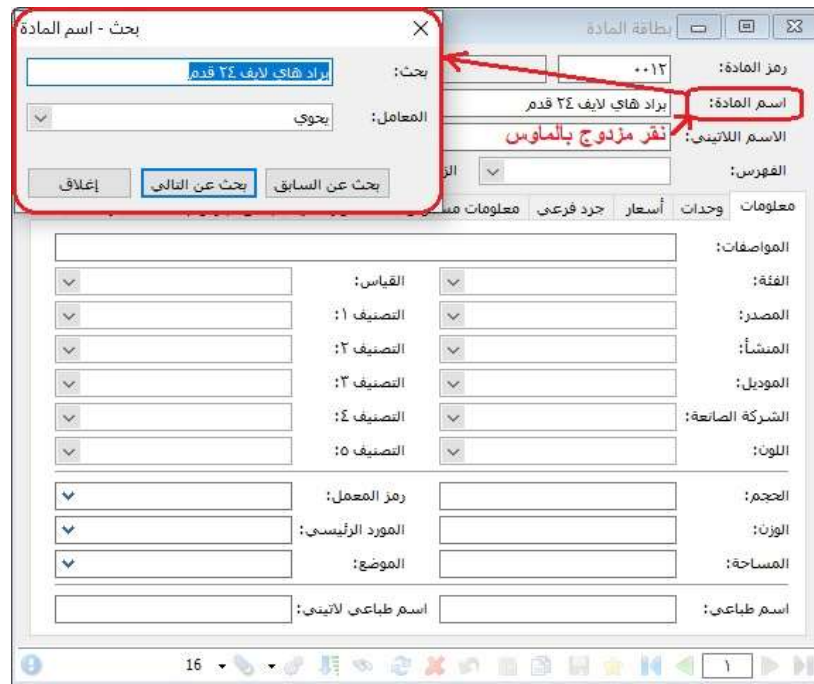 بطاقة المادة
بحث - اسم المادة
بحث:
براد هاي لايف ٢٤ قدم
المعامل:
يحوي
بحث عن السابق
بحث عن التالي
إغلاق
رمز المادة:
٠٠١٢
اسم المادة:
براد هاي لايف ٢٤ قدم
الاسم اللاتيني:
نقر مزدوج بالماوس
الفهرس:
معلومات وحدات أسعار جرد فرعي معلومات
المواصفات:
الفئة: القياس:
المصدر: التصنيف ١:
المنشأ: التصنيف ٢:
الموديل: التصنيف ٣:
الشركة الصانعة: التصنيف ٤:
اللون: التصنيف ٥:
الحجم: رمز المعمل:
الوزن: المورد الرئيسي:
المساحة: الموضع:
اسم طباعي: اسم طباعي لاتيني:
١
16